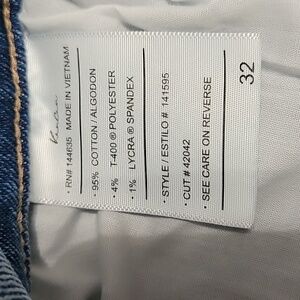 · RN# 144635 MADE IN VIETNAM
· 95% COTTON / ALGODON
· 4% T-400® POLYESTER
· 1% LYCRA® SPANDEX
· STYLE / ESTILO # 141595
· CUT # 42042
· SEE CARE ON REVERSE
32